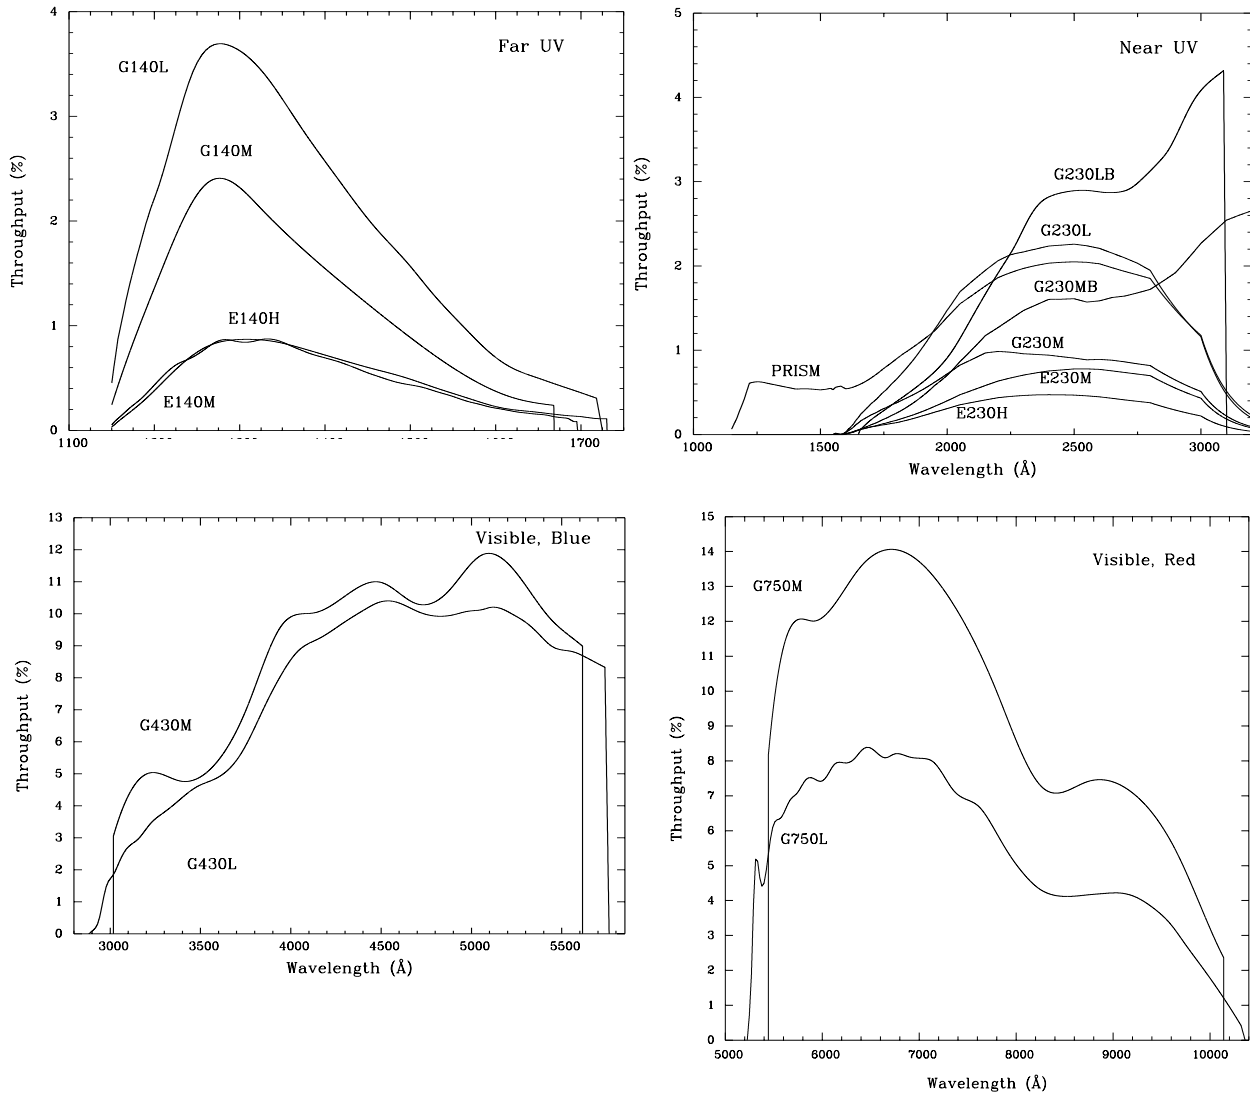 Far UV
G140L
G140M
E140H
E140M
Throughput (%)
4
3
2
1
0
1100
1700
Near UV
G230LB
G230L
G230MB
G230M
PRISM
E230M
E230H
Throughput (%)
5
4
3
2
1
0
1000
1500
2000
2500
3000
Wavelength (Å)
Visible, Blue
G430M
G430L
Throughput (%)
13
12
11
10
9
8
7
6
5
4
3
2
1
0
3000
3500
4000
4500
5000
5500
Wavelength (Å)
Visible, Red
G750M
G750L
Throughput (%)
15
14
13
12
11
10
9
8
7
6
5
4
3
2
1
0
5000
6000
7000
8000
9000
10000
Wavelength (Å)